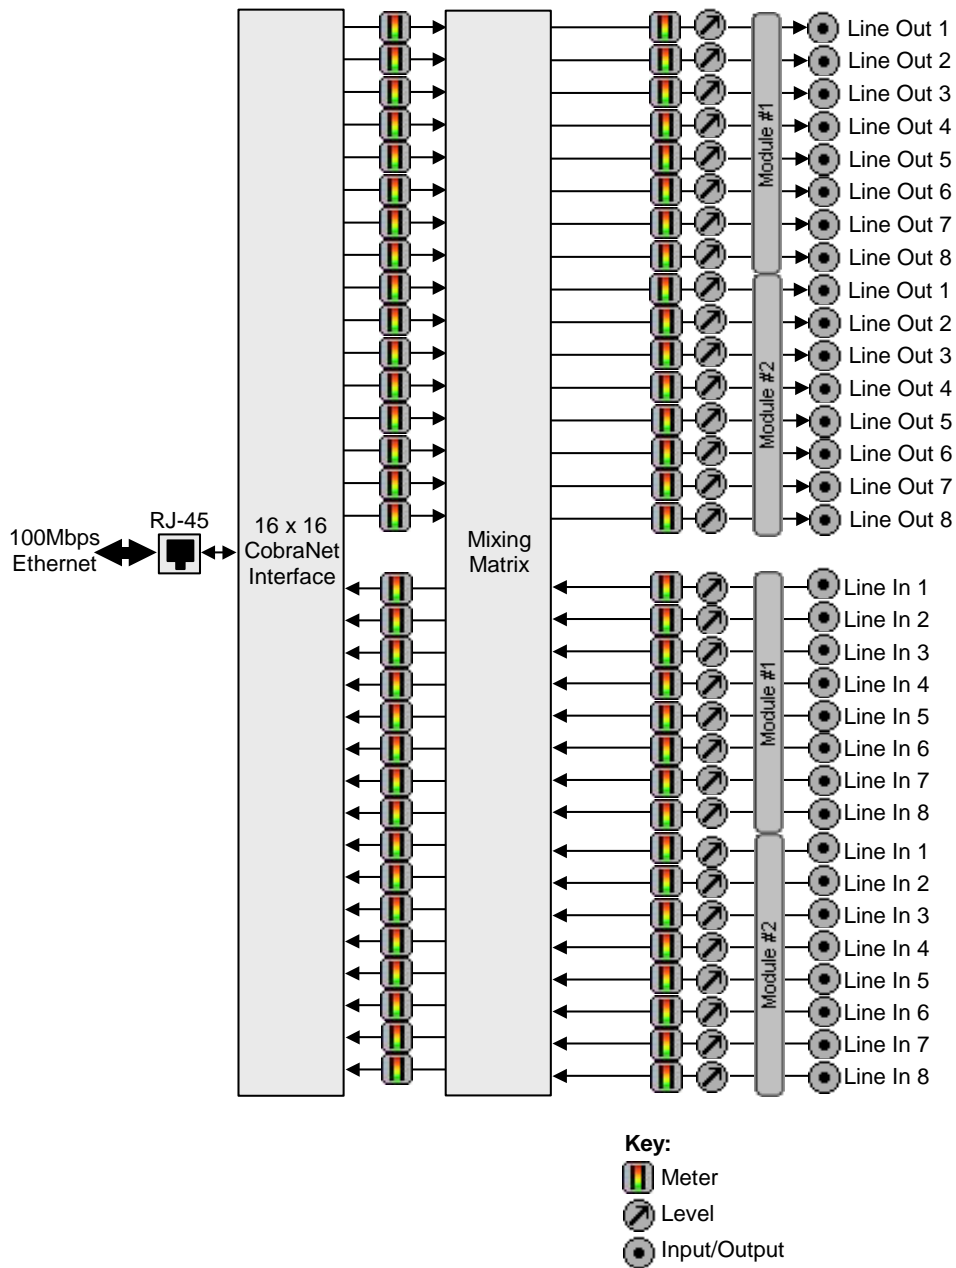 Line Out 1
Line Out 2
Line Out 3
Line Out 4
Line Out 5
Line Out 6
Line Out 7
Line Out 8
Module #1
Line Out 1
Line Out 2
Line Out 3
Line Out 4
Line Out 5
Line Out 6
Line Out 7
Line Out 8
Module #2
100Mbps
Ethernet
RJ-45
16 x 16
CobraNet
Interface
Mixing
Matrix
Line In 1
Line In 2
Line In 3
Line In 4
Line In 5
Line In 6
Line In 7
Line In 8
Module #1
Line In 1
Line In 2
Line In 3
Line In 4
Line In 5
Line In 6
Line In 7
Line In 8
Module #2
Key:
Meter
Level
Input/Output